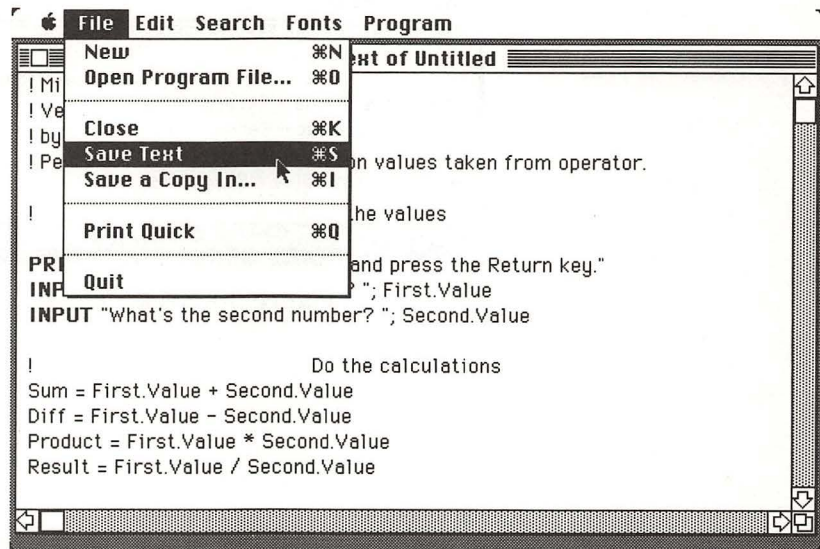 File Edit Search Fonts Program
New ⌘N
Open Program File... ⌘O
Close ⌘K
Save Text ⌘S
Save a Copy In... ⌘I
Print Quick ⌘Q
Quit
of Untitled
! Mi
! Ve
! by
! Pe on values taken from operator.
! he values
PRI and press the Return key."
INP ? "; First.Value
INPUT "What's the second number? "; Second.Value
! Do the calculations
Sum = First.Value + Second.Value
Diff = First.Value - Second.Value
Product = First.Value * Second.Value
Result = First.Value / Second.Value